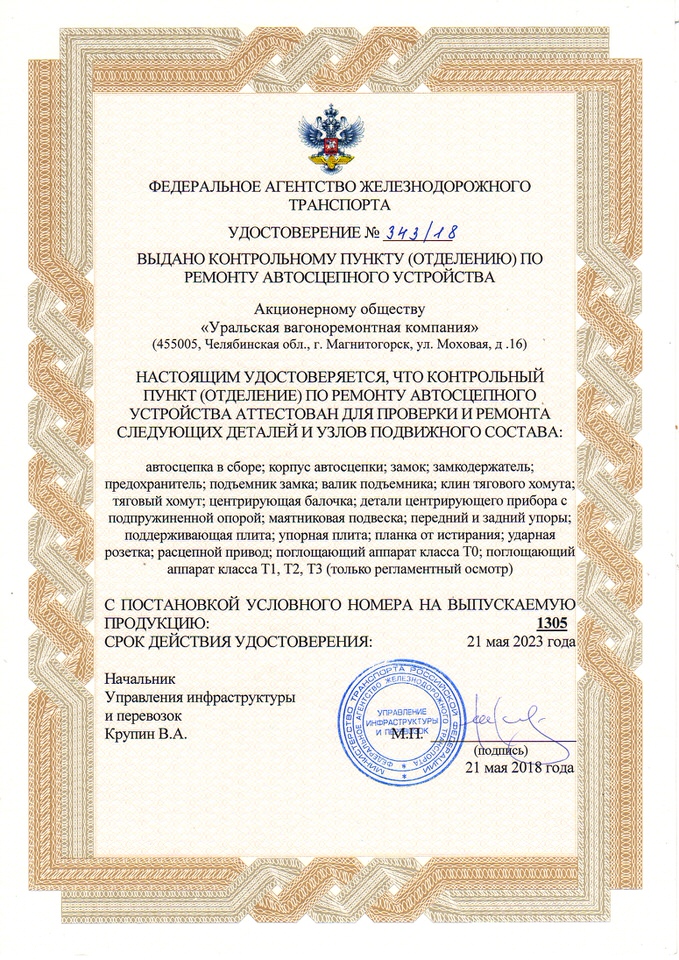 ФЕДЕРАЛЬНОЕ АГЕНТСТВО ЖЕЛЕЗНОДОРОЖНОГО
ТРАНСПОРТА
УДОСТОВЕРЕНИЕ № 343/18
ВЫДАНО КОНТРОЛЬНОМУ ПУНКТУ (ОТДЕЛЕНИЮ) ПО
РЕМОНТУ АВТОСЦЕПНОГО УСТРОЙСТВА
Акционерному обществу
«Уральская вагоноремонтная компания»
(455005, Челябинская обл., г. Магнитогорск, ул. Моховая, д .16)
НАСТОЯЩИМ УДОСТОВЕРЯЕТСЯ, ЧТО КОНТРОЛЬНЫЙ
ПУНКТ (ОТДЕЛЕНИЕ) ПО РЕМОНТУ АВТОСЦЕПНОГО
УСТРОЙСТВА АТТЕСТОВАН ДЛЯ ПРОВЕРКИ И РЕМОНТА
СЛЕДУЮЩИХ ДЕТАЛЕЙ И УЗЛОВ ПОДВИЖНОГО СОСТАВА:
автосцепка в сборе; корпус автосцепки; замок; замкодержатель;
предохранитель; подъемник замка; валик подъемника; клин тягового хомута;
тяговый хомут; центрирующая балочка; детали центрирующего прибора с
подпружиненной опорой; маятниковая подвеска; передний и задний упоры;
поддерживающая плита; упорная плита; планка от истирания; ударная
розетка; расцепной привод; поглощающий аппарат класса Т0; поглощающий
аппарат класса Т1, Т2, Т3 (только регламентный осмотр)
С ПОСТАНОВКОЙ УСЛОВНОГО НОМЕРА НА ВЫПУСКАЕМУЮ
ПРОДУКЦИЮ: 1305
СРОК ДЕЙСТВИЯ УДОСТОВЕРЕНИЯ: 21 мая 2023 года
Начальник
Управления инфраструктуры
и перевозок
Крупин В.А.
МИНИСТЕРСТВО ТРАНСПОРТА РОССИЙСКОЙ ФЕДЕРАЦИИ
ФЕДЕРАЛЬНОЕ АГЕНТСТВО ЖЕЛЕЗНОДОРОЖНОГО ТРАНСПОРТА
УПРАВЛЕНИЕ
ИНФРАСТРУКТУРЫ
И ПЕРЕВОЗОК
М.П.
(подпись)
21 мая 2018 года